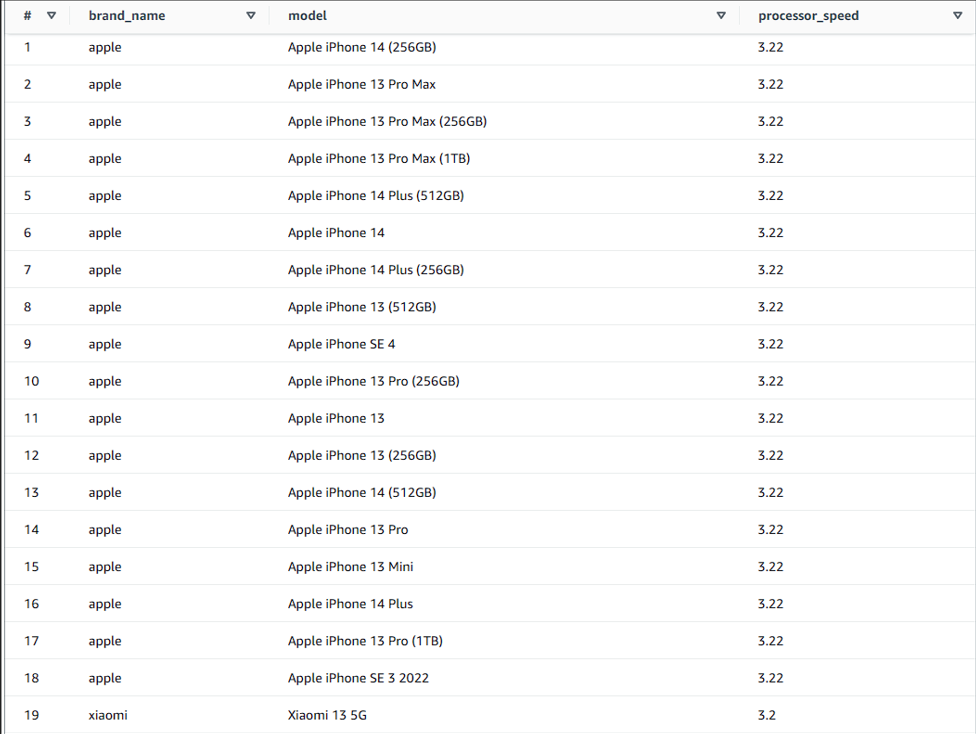 # brand_name model processor_speed
1 apple Apple iPhone 14 (256GB) 3.22
2 apple Apple iPhone 13 Pro Max 3.22
3 apple Apple iPhone 13 Pro Max (256GB) 3.22
4 apple Apple iPhone 13 Pro Max (1TB) 3.22
5 apple Apple iPhone 14 Plus (512GB) 3.22
6 apple Apple iPhone 14 3.22
7 apple Apple iPhone 14 Plus (256GB) 3.22
8 apple Apple iPhone 13 (512GB) 3.22
9 apple Apple iPhone SE 4 3.22
10 apple Apple iPhone 13 Pro (256GB) 3.22
11 apple Apple iPhone 13 3.22
12 apple Apple iPhone 13 (256GB) 3.22
13 apple Apple iPhone 14 (512GB) 3.22
14 apple Apple iPhone 13 Pro 3.22
15 apple Apple iPhone 13 Mini 3.22
16 apple Apple iPhone 14 Plus 3.22
17 apple Apple iPhone 13 Pro (1TB) 3.22
18 apple Apple iPhone SE 3 2022 3.22
19 xiaomi Xiaomi 13 5G 3.2